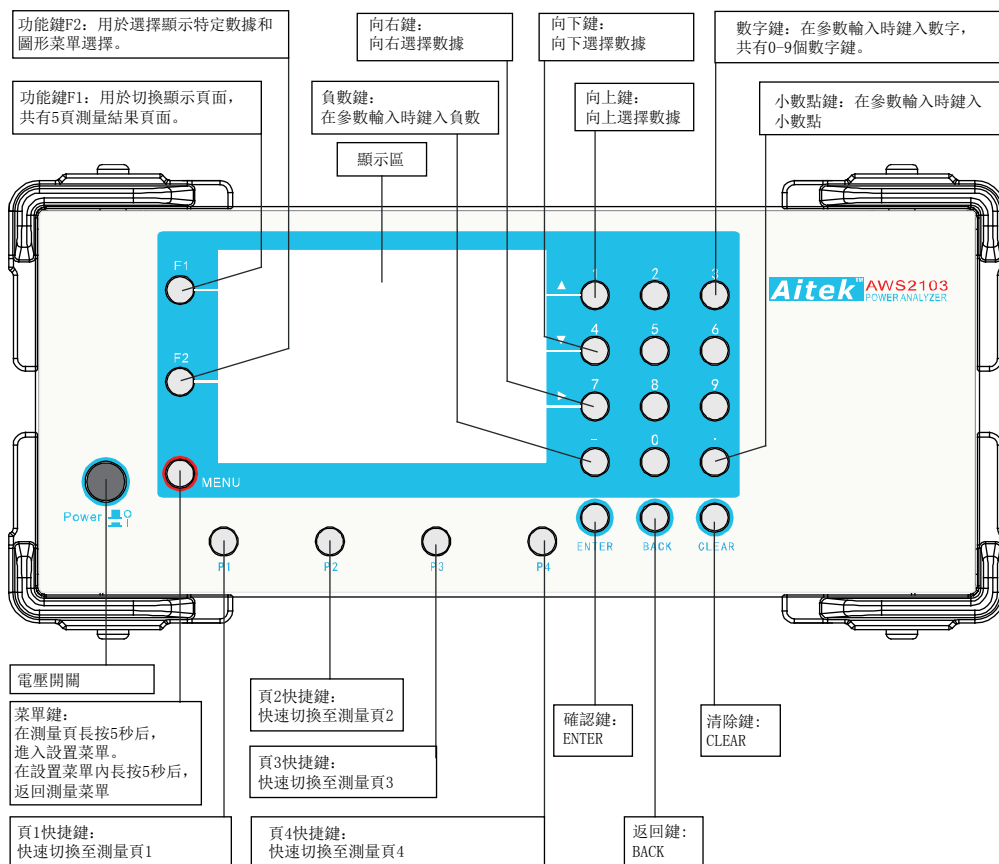 功能鍵F2: 用於選擇顯示特定數據和
圖形菜單選擇。
向右鍵:
向右選擇數據
向下鍵:
向下選擇數據
數字鍵: 在參數輸入時鍵入數字，
共有0-9個數字鍵。
功能鍵F1: 用於切換顯示頁面，
共有5頁測量結果頁面。
負數鍵:
在參數輸入時鍵入負數
向上鍵:
向上選擇數據
小數點鍵: 在參數輸入時鍵入
小數點
顯示區
F1
F2
MENU
Power
O
I
▲ 1 2 3
▼ 4 5 6
► 7 8 9
- 0 .
ENTER BACK CLEAR
P1 P2 P3 P4
Aitek™ AWS2103
POWER ANALYZER
電壓開關
菜單鍵:
在測量頁長按5秒后，
進入設置菜單。
在設置菜單內長按5秒后，
返回測量菜單
頁1快捷鍵:
快速切換至測量頁1
頁2快捷鍵:
快速切換至測量頁2
頁3快捷鍵:
快速切換至測量頁3
頁4快捷鍵:
快速切換至測量頁4
確認鍵:
ENTER
清除鍵:
CLEAR
返回鍵:
BACK